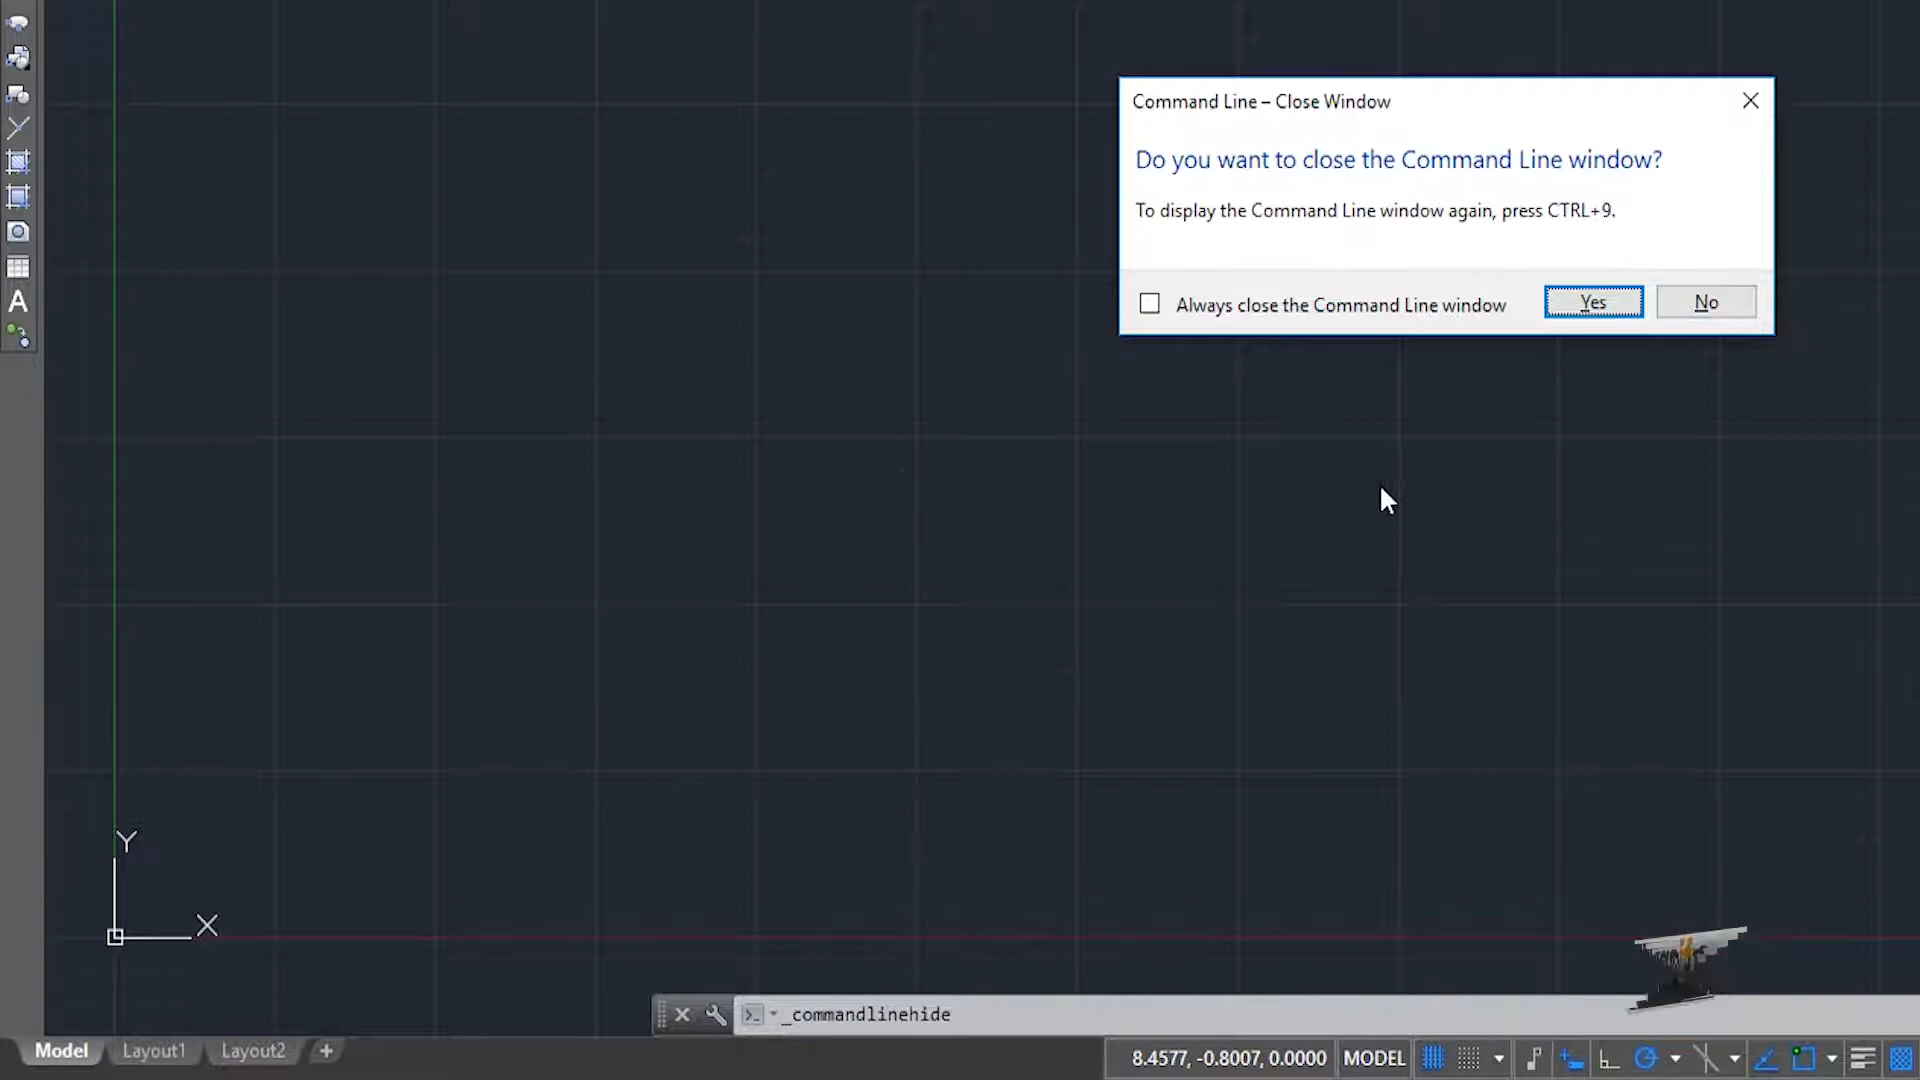 Command Line – Close Window
Do you want to close the Command Line window?
To display the Command Line window again, press CTRL+9.
Always close the Command Line window
Yes
No
A
Y
X
_commandlinehide
Model
Layout1
Layout2
+
8.4577, -0.8007, 0.0000
MODEL